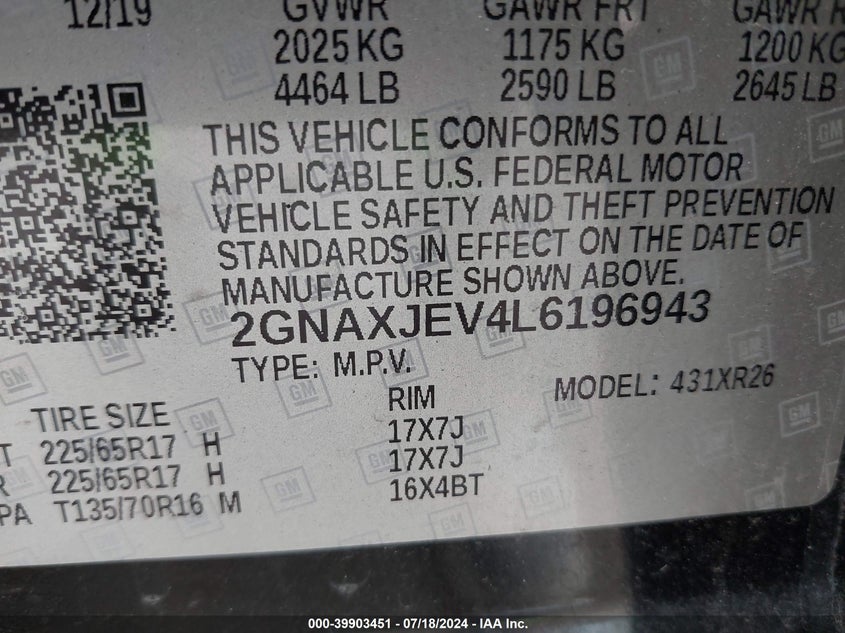 12/19 GVWR GAWR FRT GAWR
2025 KG 1175 KG 1200 KG
4464 LB 2590 LB 2645 LB
THIS VEHICLE CONFORMS TO ALL
APPLICABLE U.S. FEDERAL MOTOR
VEHICLE SAFETY AND THEFT PREVENTION
STANDARDS IN EFFECT ON THE DATE OF
MANUFACTURE SHOWN ABOVE.
2GNAXJEV4L6196943
TYPE: M.P.V. MODEL: 431XR26
TIRE SIZE RIM
T 225/65R17 H 17X7J
R 225/65R17 H 17X7J
PA T135/70R16 M 16X4BT
000-39903451 - 07/18/2024 - IAA Inc.